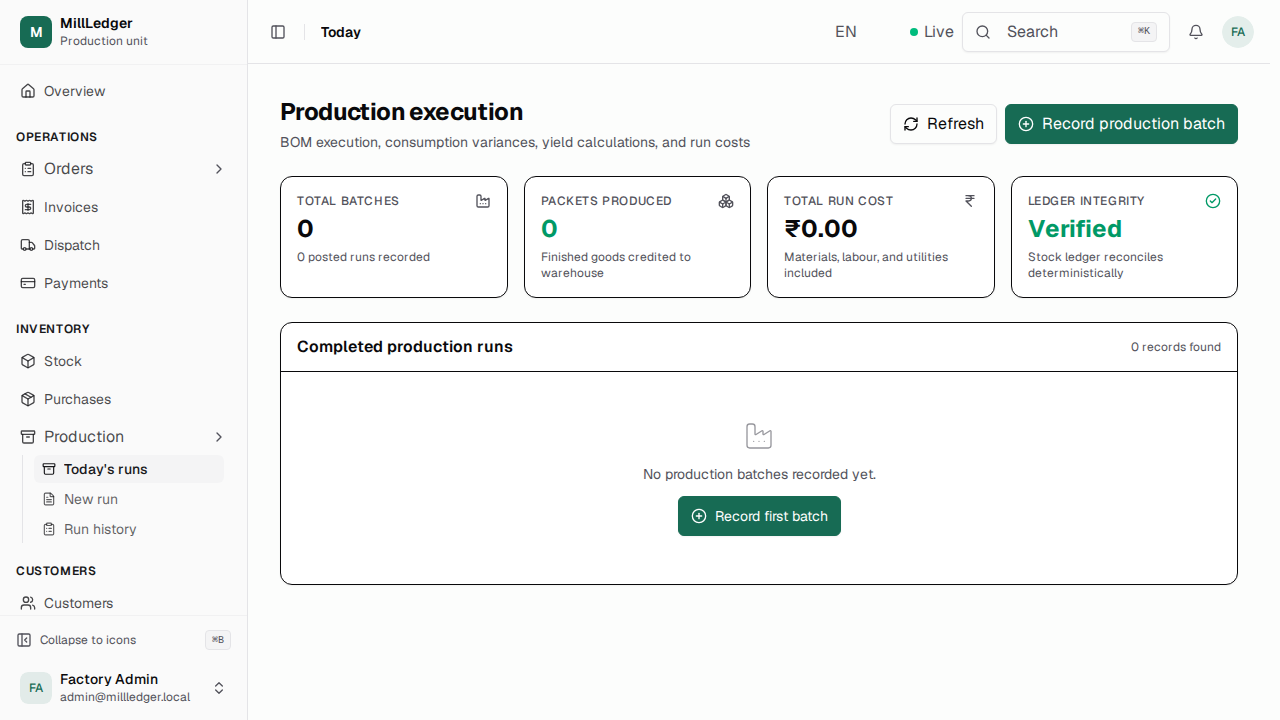 M
MillLedger
Production unit
Overview
OPERATIONS
Orders
Invoices
Dispatch
Payments
INVENTORY
Stock
Purchases
Production
Today's runs
New run
Run history
CUSTOMERS
Customers
Collapse to icons ⌘B
FA
Factory Admin
admin@millledger.local
Today
EN
Live
Search ⌘K
FA
Production execution
BOM execution, consumption variances, yield calculations, and run costs
Refresh
Record production batch
TOTAL BATCHES
0
0 posted runs recorded
PACKETS PRODUCED
0
Finished goods credited to
warehouse
TOTAL RUN COST ₹
₹0.00
Materials, labour, and utilities
included
LEDGER INTEGRITY
Verified
Stock ledger reconciles
deterministically
Completed production runs
0 records found
No production batches recorded yet.
Record first batch